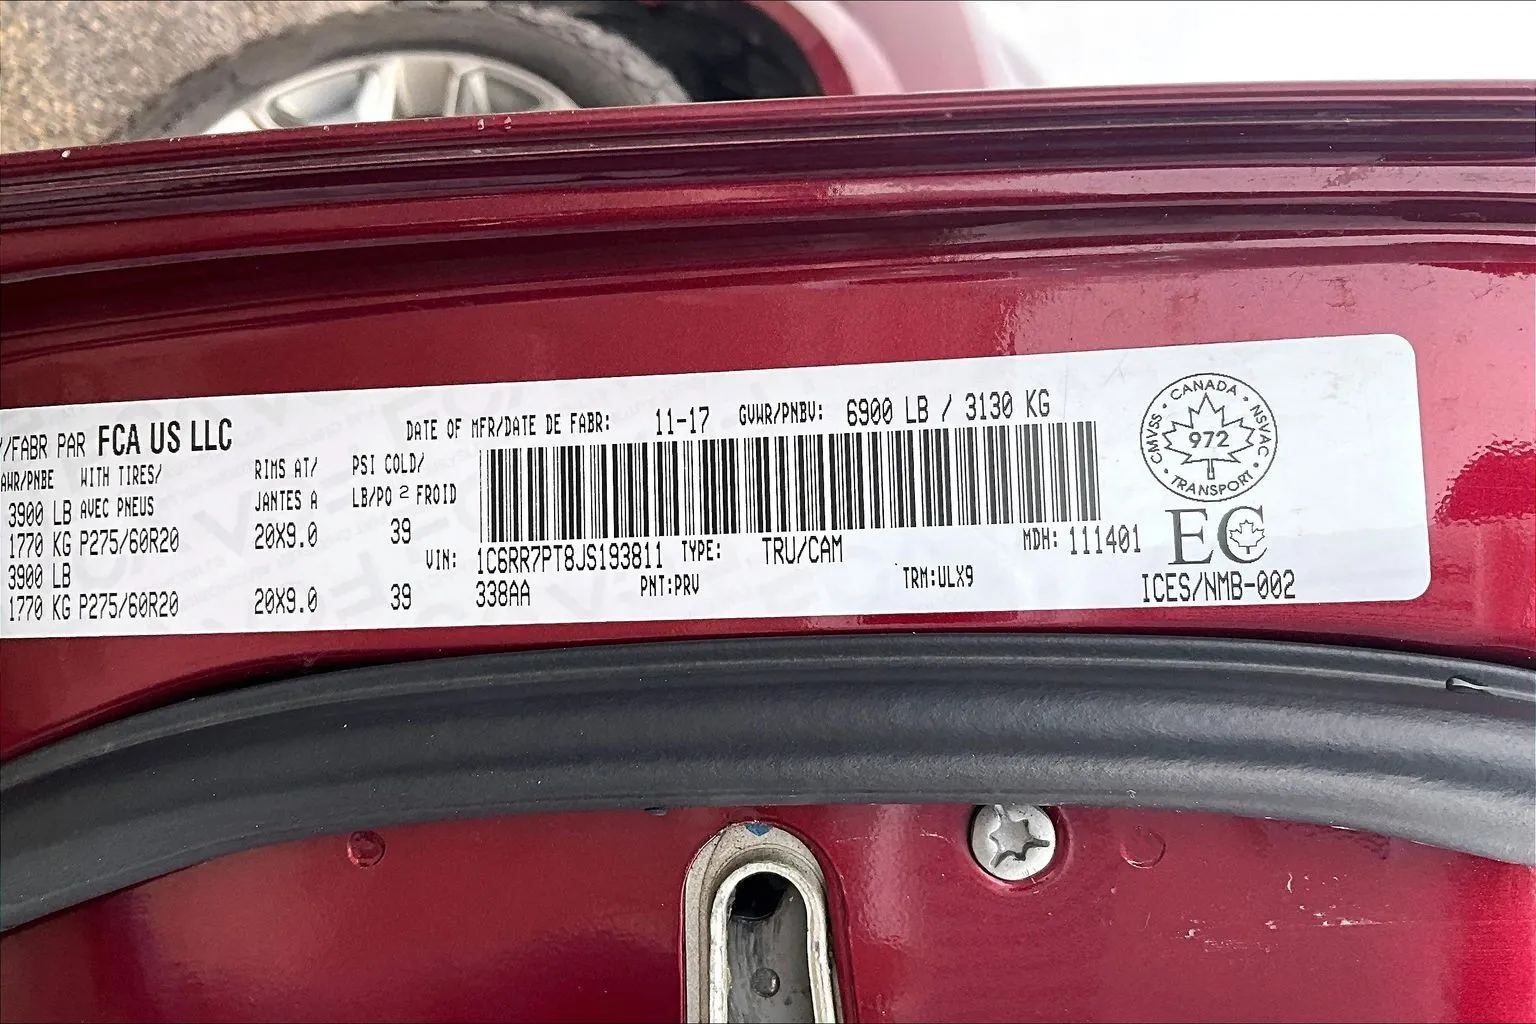 /FABR PAR FCA US LLC
DATE OF MFR/DATE DE FABR: 11-17 GVWR/PNBV: 6900 LB / 3130 KG
AWR/PNBE WITH TIRES/ RIMS AT/ PSI COLD/
AVEC PNEUS JANTES A LB/PO 2 FROID
3900 LB
1770 KG P275/60R20 20X9.0 39
3900 LB
1770 KG P275/60R20 20X9.0 39
VIN: 1C6RR7PT8JS193811 TYPE: TRU/CAM MDH: 111401
338AA PNT:PRV TRM:ULX9
CANADA
CMVSS · NSVAC
972
TRANSPORT
EC
ICES/NMB-002